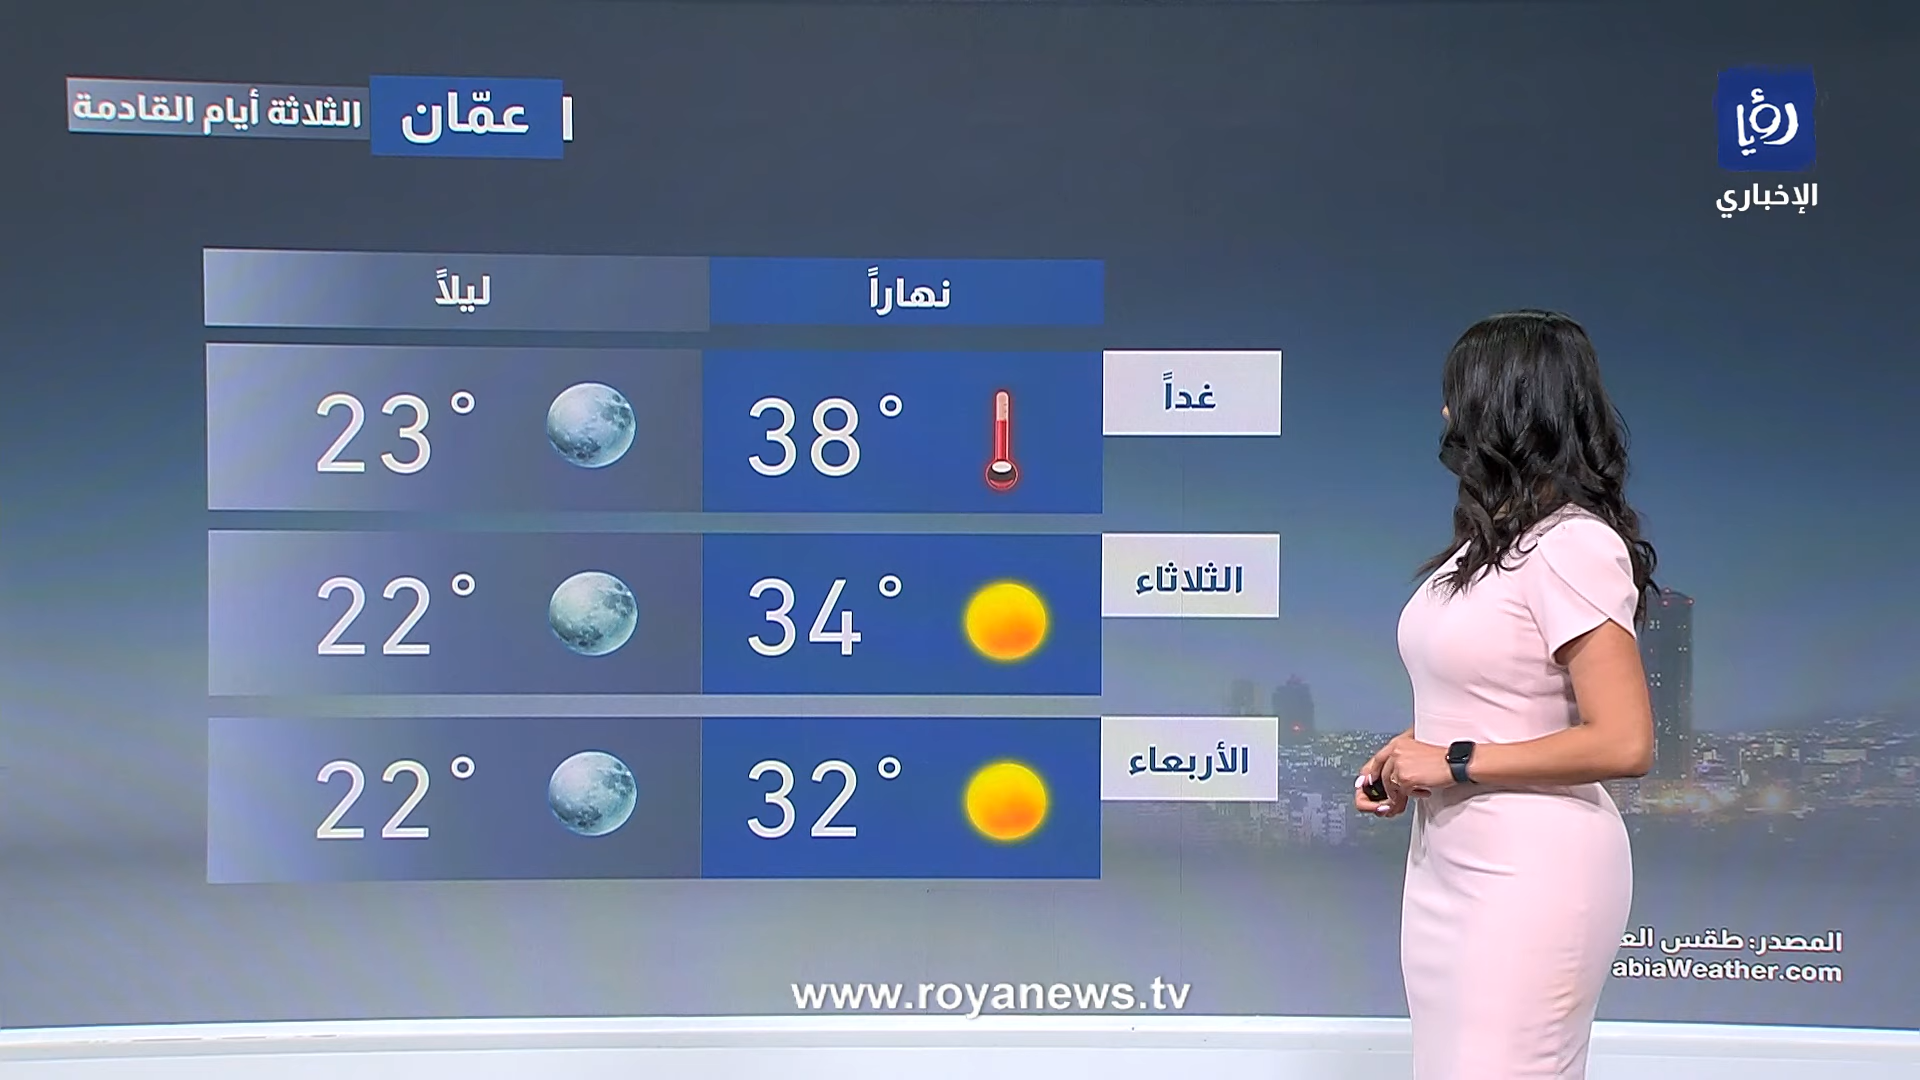 عمّان
الثلاثة أيام القادمة
رؤيا
الإخباري
نهاراً
ليلاً
غداً
38°
23°
الثلاثاء
34°
22°
الأربعاء
32°
22°
المصدر: طقس
abiaWeather.com
www.royanews.tv